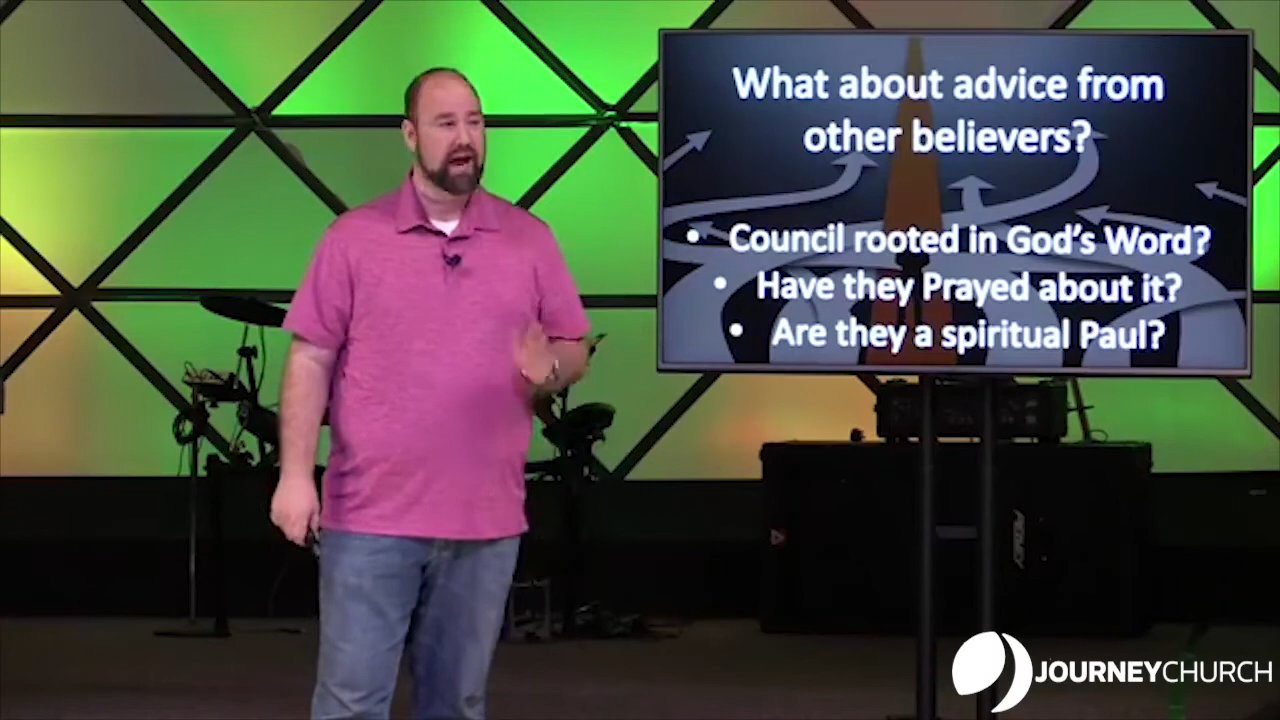 What about advice from
other believers?
• Council rooted in God's Word?
• Have they Prayed about it?
• Are they a spiritual Paul?
PEAVEY
JOURNEYCHURCH